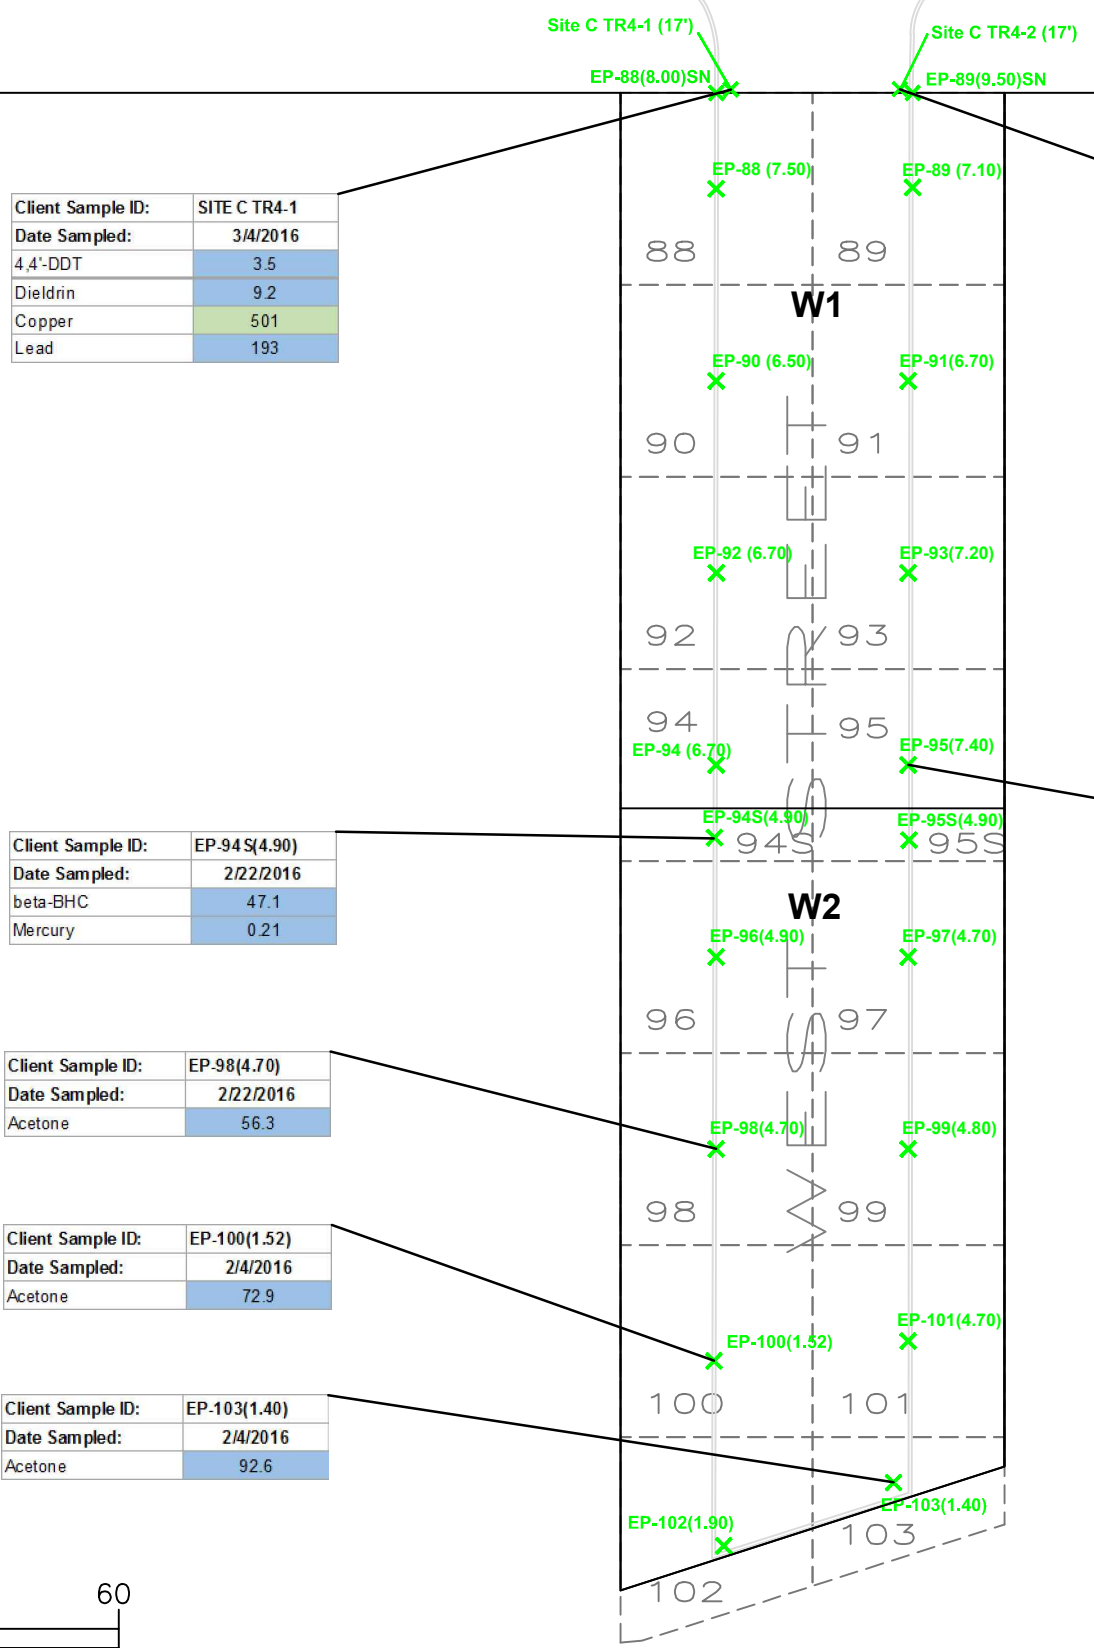 Site C TR4-1 (17')
Site C TR4-2 (17')
EP-88(8.00)SN
EP-89(9.50)SN
EP-88 (7.50)
EP-89 (7.10)
Client Sample ID: SITE C TR4-1
Date Sampled: 3/4/2016
4,4'-DDT 3.5
Dieldrin 9.2
Copper 501
Lead 193
88
89
W1
EP-90 (6.50)
EP-91(6.70)
90
91
EP-92 (6.70)
EP-93(7.20)
92
93
94
95
EP-94 (6.70)
EP-95(7.40)
EP-94S(4.90)
EP-95S(4.90)
94S
95S
Client Sample ID: EP-94S(4.90)
Date Sampled: 2/22/2016
beta-BHC 47.1
Mercury 0.21
W2
EP-96(4.90)
EP-97(4.70)
96
97
WEST STREET
Client Sample ID: EP-98(4.70)
Date Sampled: 2/22/2016
Acetone 56.3
EP-98(4.70)
EP-99(4.80)
98
99
Client Sample ID: EP-100(1.52)
Date Sampled: 2/4/2016
Acetone 72.9
EP-101(4.70)
EP-100(1.52)
100
101
Client Sample ID: EP-103(1.40)
Date Sampled: 2/4/2016
Acetone 92.6
EP-103(1.40)
EP-102(1.90)
103
102
60